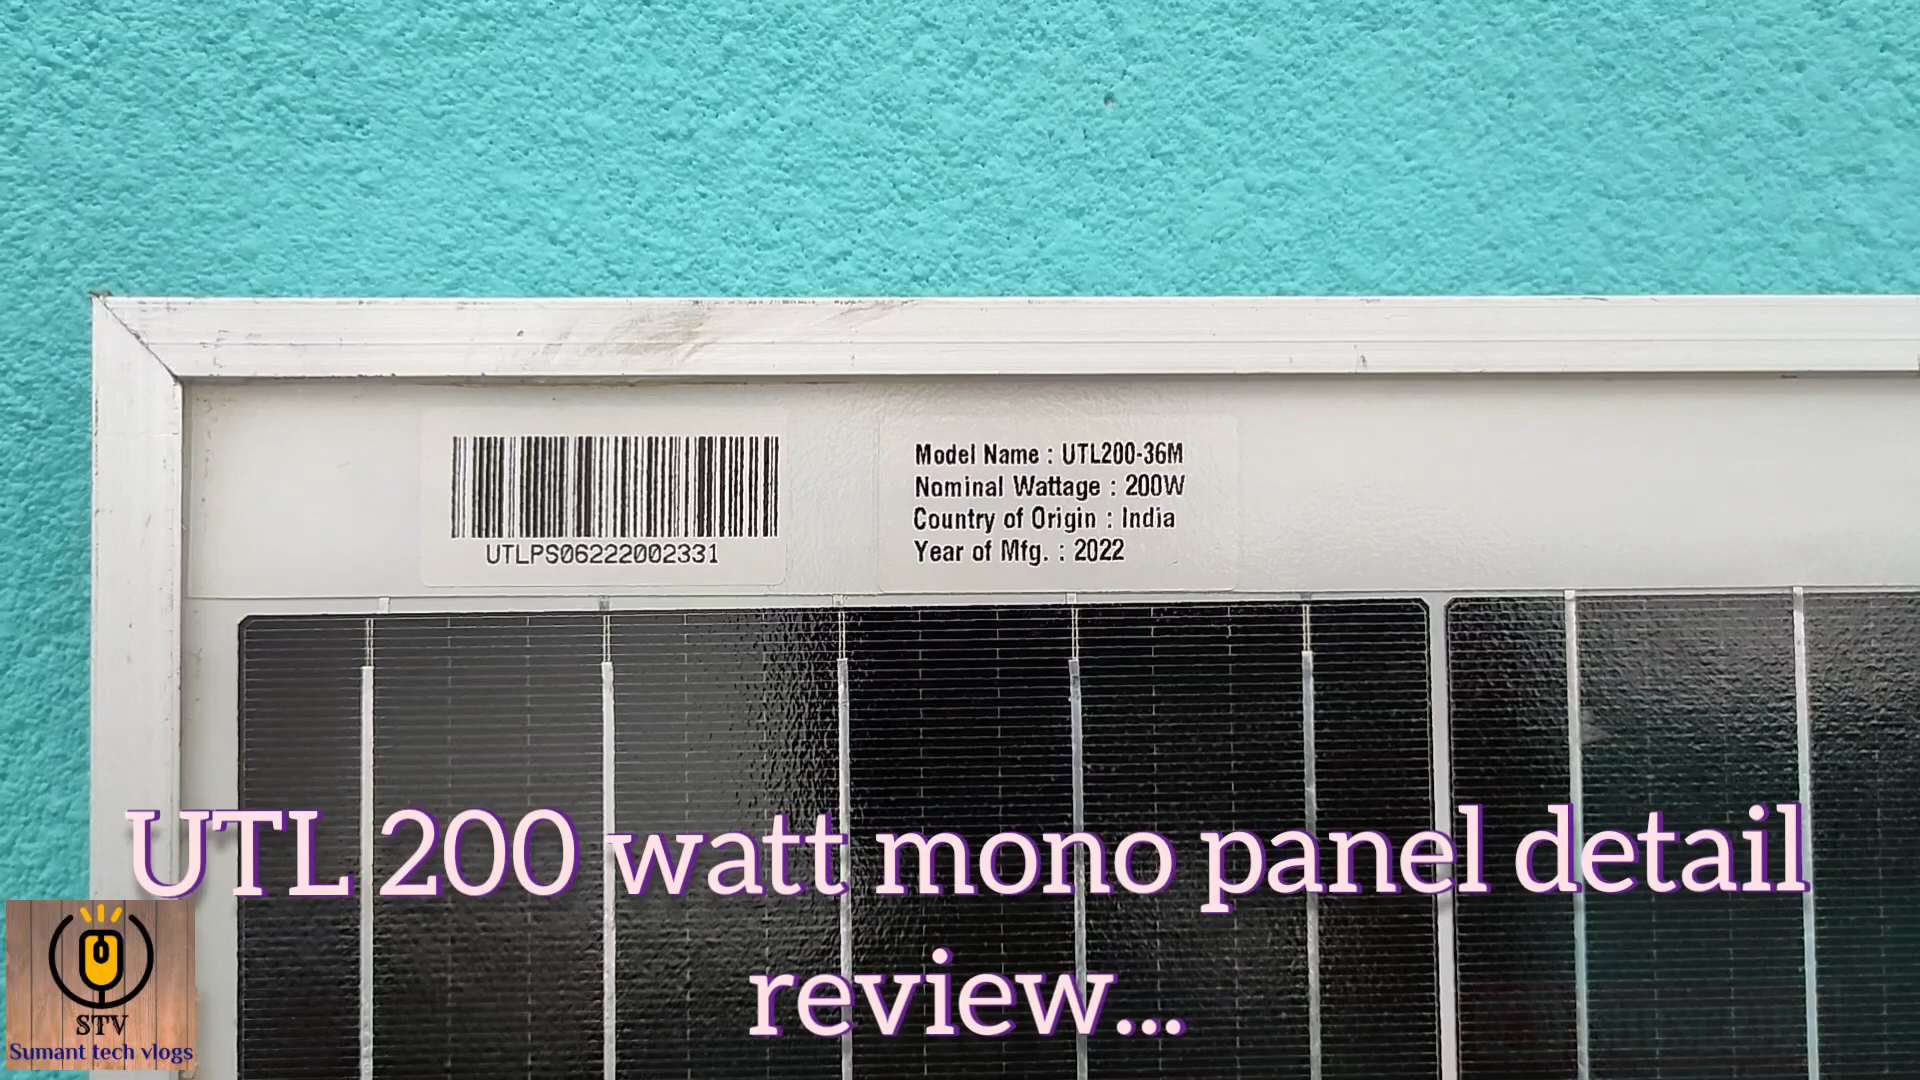 UTLPS06222002331
Model Name : UTL200-36M
Nominal Wattage : 200W
Country of Origin : India
Year of Mfg. : 2022
UTL 200 watt mono panel detail
review...
STV
Sumant tech vlogs